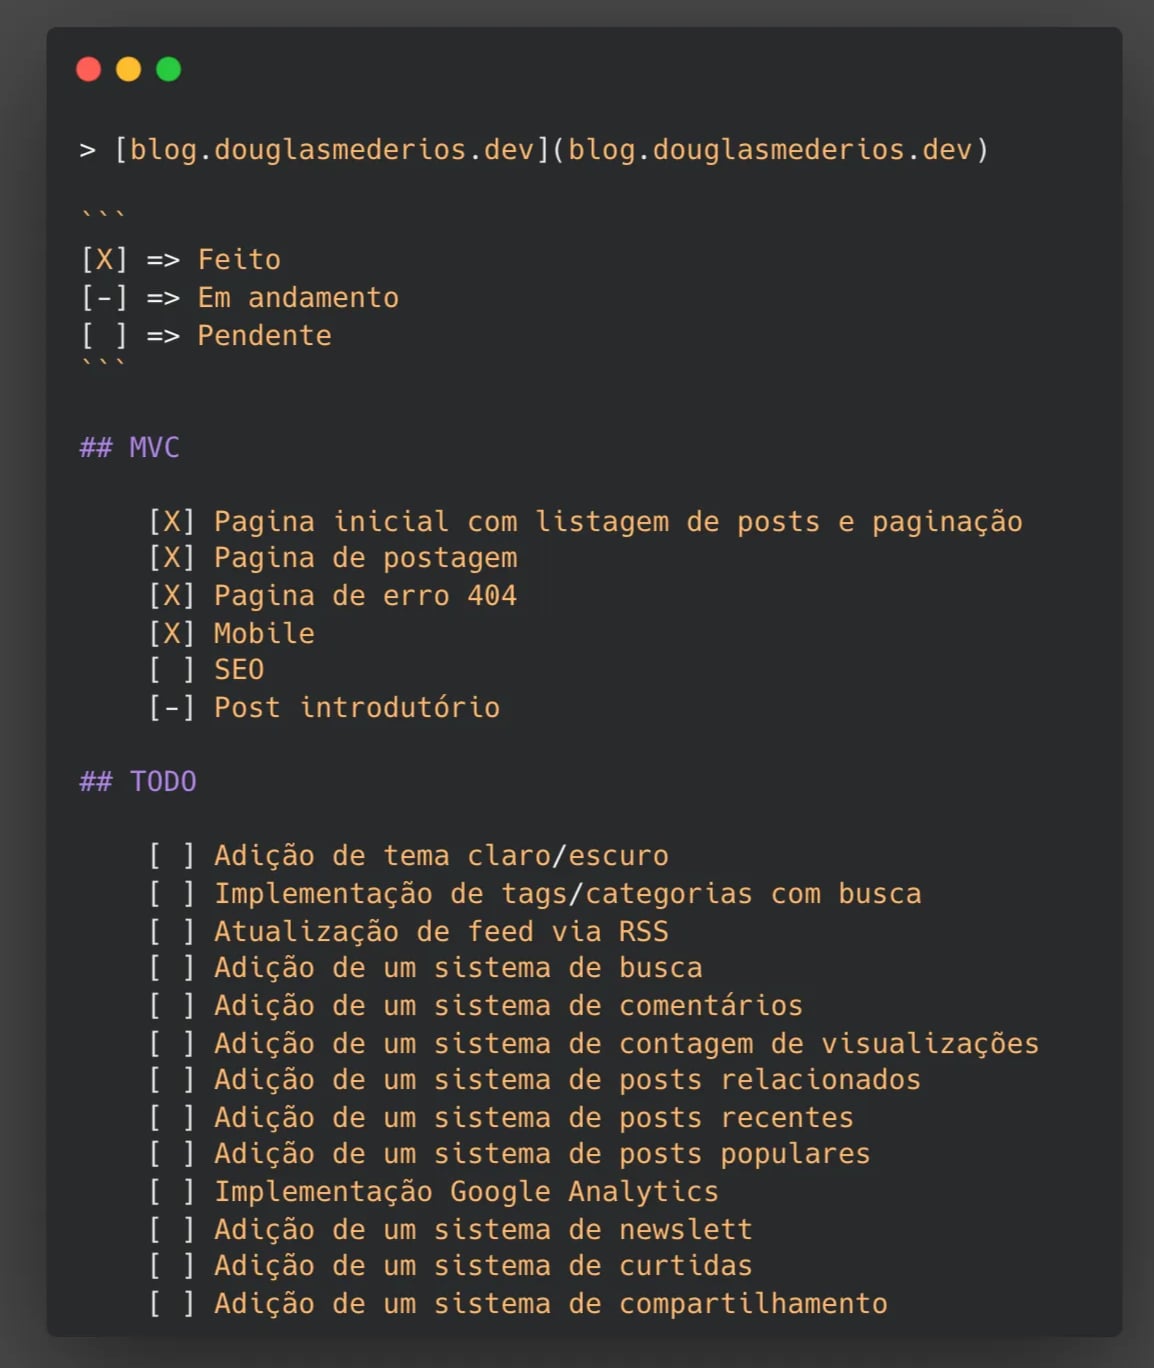 > [blog.douglasmederios.dev](blog.douglasmederios.dev)
```
[X] => Feito
[-] => Em andamento
[ ] => Pendente
```
## MVC
[X] Pagina inicial com listagem de posts e paginação
[X] Pagina de postagem
[X] Pagina de erro 404
[X] Mobile
[ ] SEO
[-] Post introdutório
## TODO
[ ] Adição de tema claro/escuro
[ ] Implementação de tags/categorias com busca
[ ] Atualização de feed via RSS
[ ] Adição de um sistema de busca
[ ] Adição de um sistema de comentários
[ ] Adição de um sistema de contagem de visualizações
[ ] Adição de um sistema de posts relacionados
[ ] Adição de um sistema de posts recentes
[ ] Adição de um sistema de posts populares
[ ] Implementação Google Analytics
[ ] Adição de um sistema de newslett
[ ] Adição de um sistema de curtidas
[ ] Adição de um sistema de compartilhamento